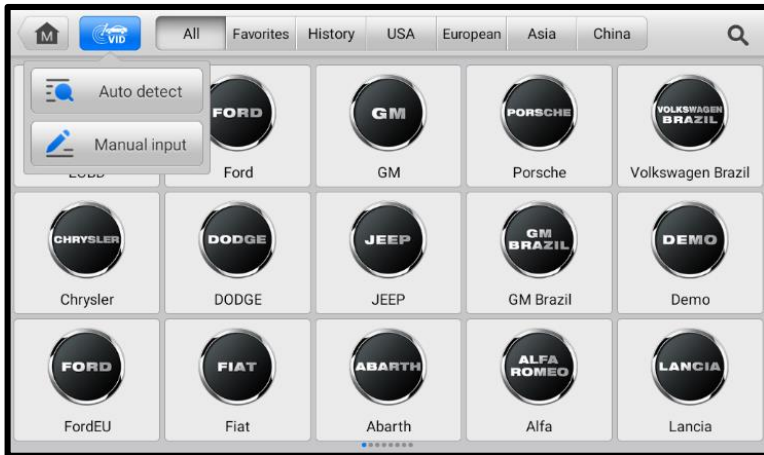 M
VID
All
Favorites
History
USA
European
Asia
China
Auto detect
Manual input
FORD
Ford
GM
GM
PORSCHE
Porsche
VOLKSWAGEN
BRAZIL
Volkswagen Brazil
CHRYSLER
Chrysler
DODGE
DODGE
JEEP
JEEP
GM
BRAZIL
GM Brazil
DEMO
Demo
FORD
FordEU
FIAT
Fiat
ABARTH
Abarth
ALFA
ROMEO
Alfa
LANCIA
Lancia